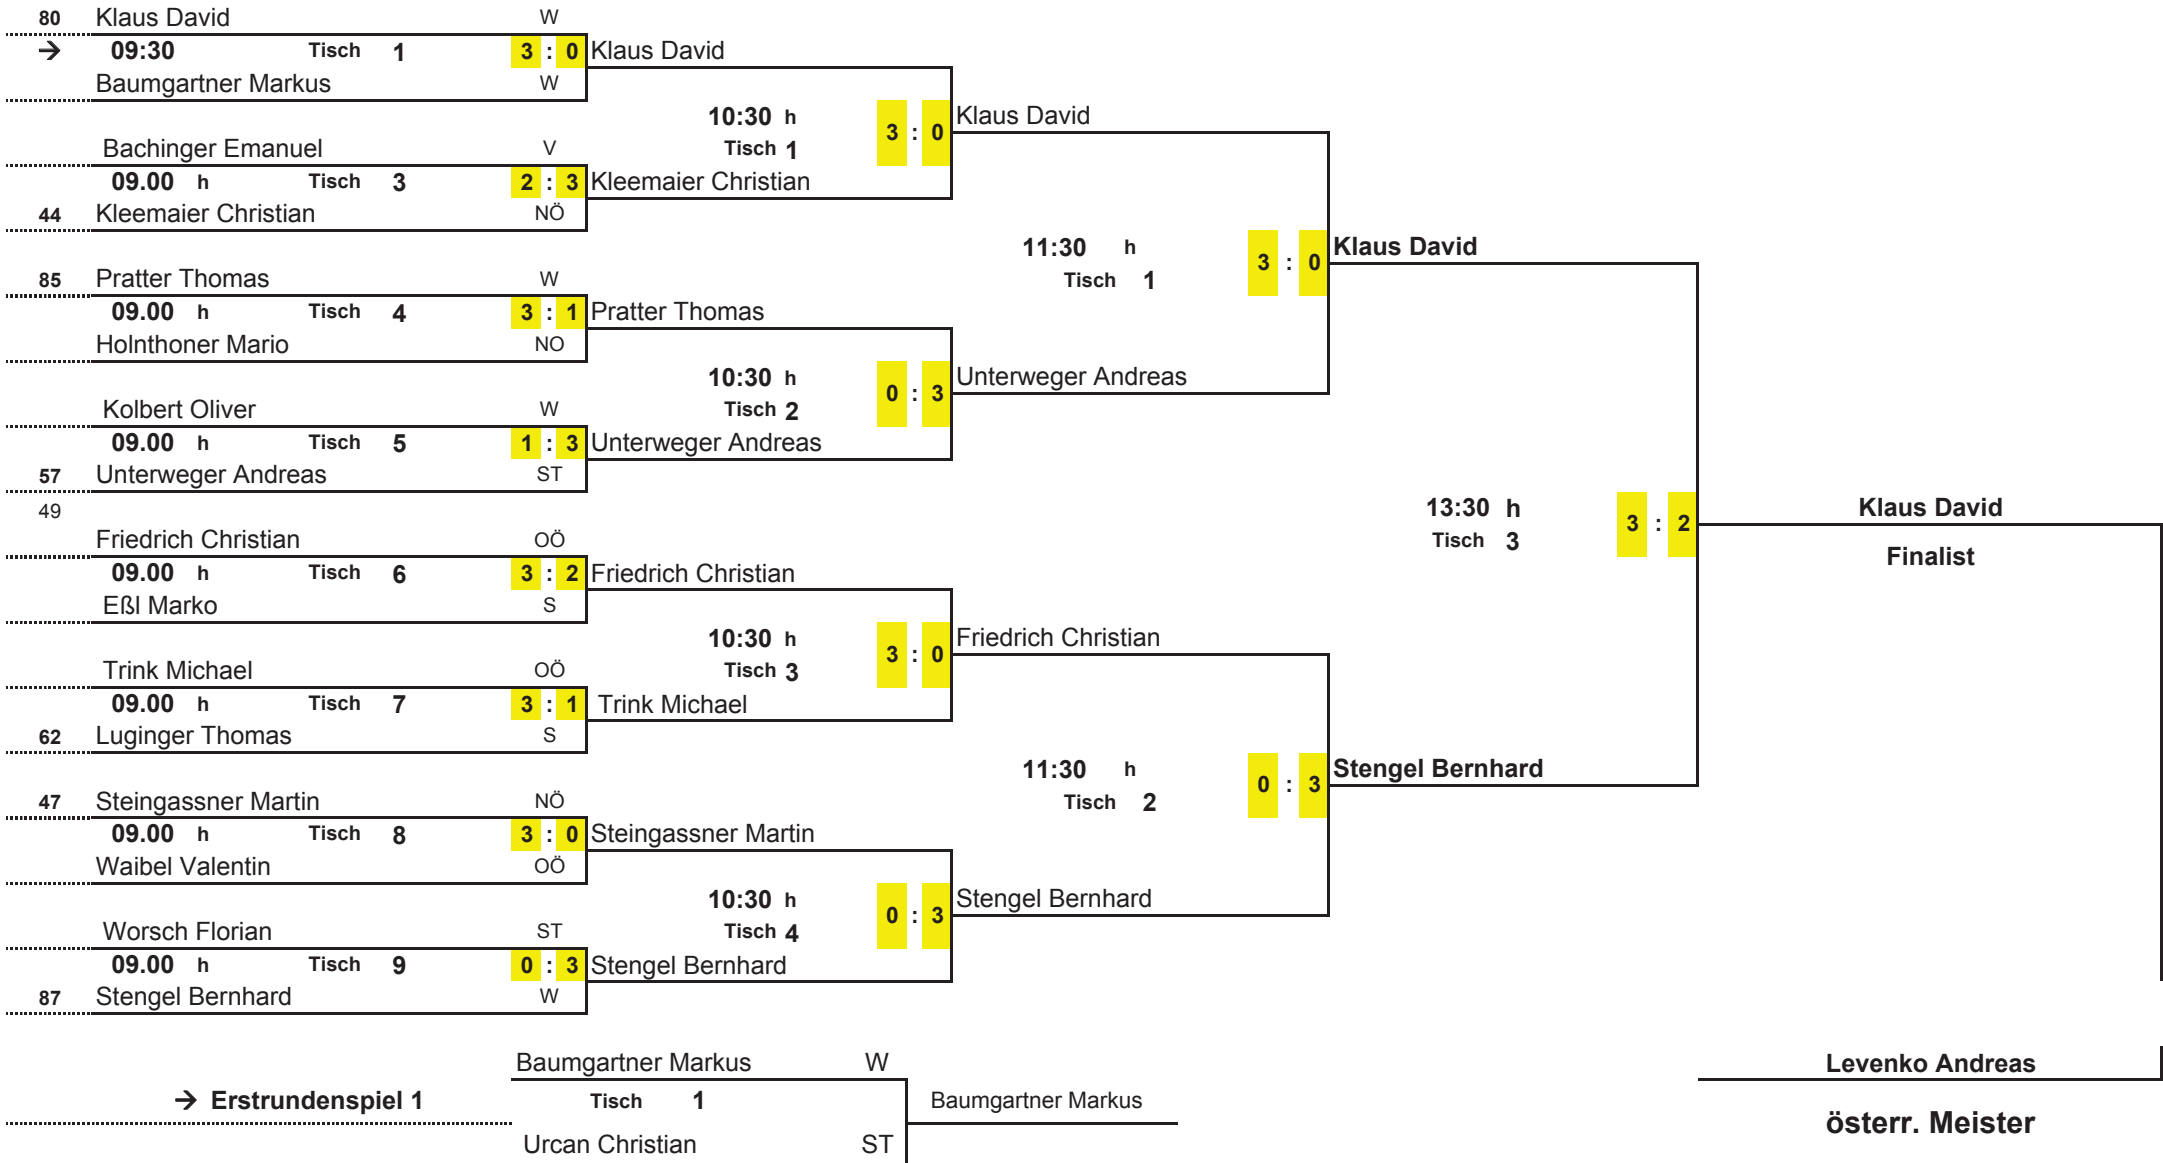 80 Klaus David W
→ 09:30 Tisch 1 3 : 0 Klaus David
Baumgartner Markus W
10:30 h 3 : 0 Klaus David
Tisch 1
Bachinger Emanuel V
09.00 h Tisch 3 2 : 3 Kleemaier Christian
44 Kleemaier Christian NÖ
11:30 h 3 : 0 Klaus David
Tisch 1
85 Pratter Thomas W
09.00 h Tisch 4 3 : 1 Pratter Thomas
Holnthoner Mario NO
10:30 h 0 : 3 Unterweger Andreas
Tisch 2
Kolbert Oliver W
09.00 h Tisch 5 1 : 3 Unterweger Andreas
57 Unterweger Andreas ST
49
13:30 h 3 : 2 Klaus David
Tisch 3 Finalist
Friedrich Christian OÖ
09.00 h Tisch 6 3 : 2 Friedrich Christian
Eßl Marko S
10:30 h 3 : 0 Friedrich Christian
Tisch 3
Trink Michael OÖ
09.00 h Tisch 7 3 : 1 Trink Michael
62 Luginger Thomas S
11:30 h 0 : 3 Stengel Bernhard
Tisch 2
47 Steingassner Martin NÖ
09.00 h Tisch 8 3 : 0 Steingassner Martin
Waibel Valentin OÖ
10:30 h 0 : 3 Stengel Bernhard
Tisch 4
Worsch Florian ST
09.00 h Tisch 9 0 : 3 Stengel Bernhard
87 Stengel Bernhard W
Baumgartner Markus W Levenko Andreas
→ Erstrundenspiel 1 Tisch 1 Baumgartner Markus
österr. Meister
Urcan Christian ST